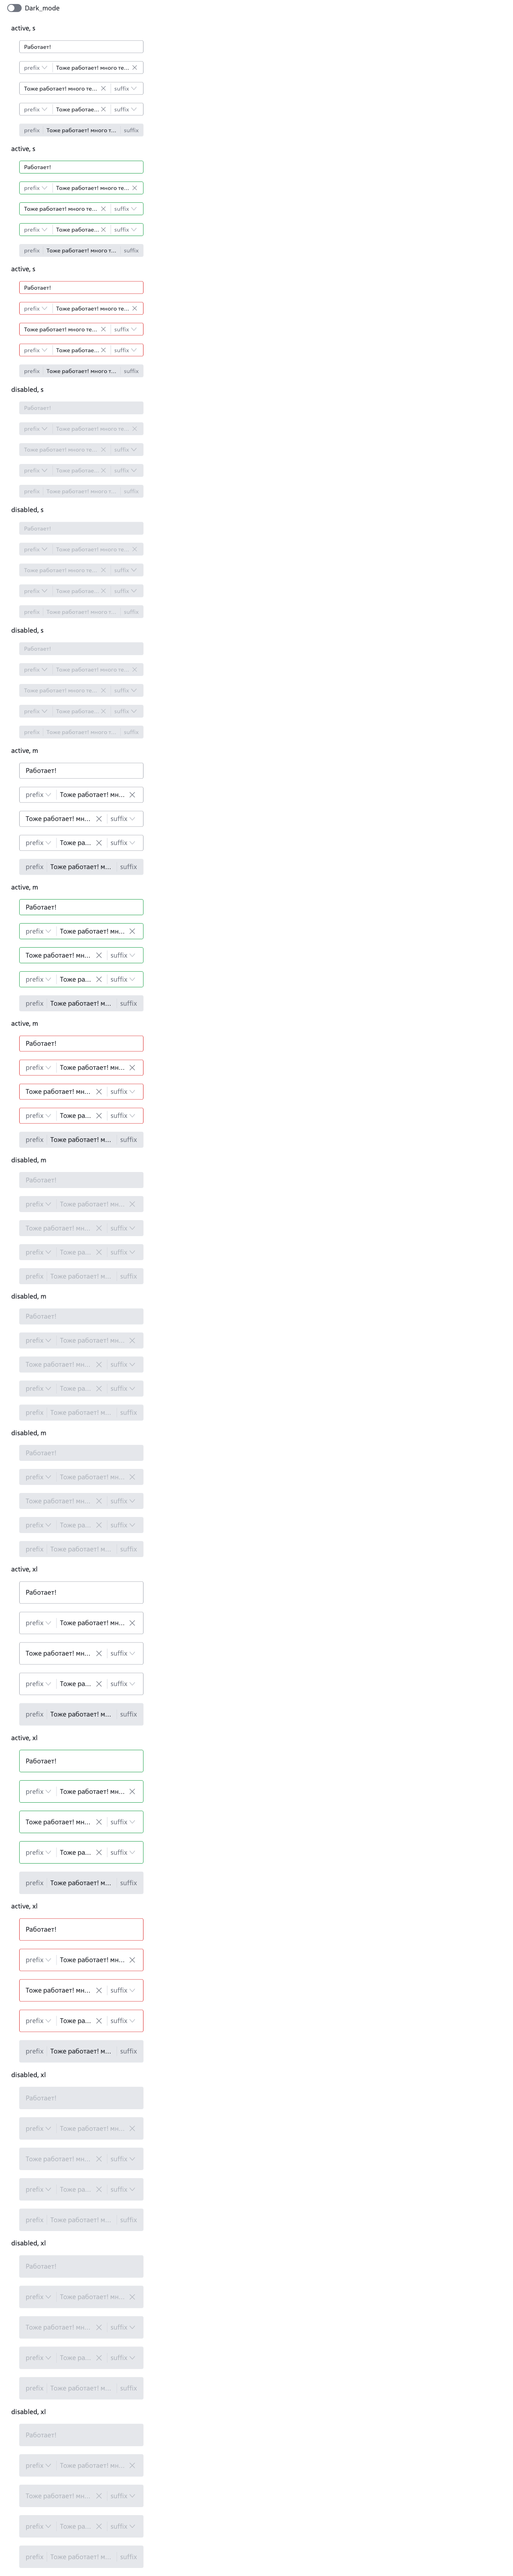 Dark_mode
active, s
Работает!
prefix Тоже работает! много те...
Тоже работает! много те... suffix
prefix Тоже работае... suffix
prefix Тоже работает! много т... suffix
active, s
Работает!
prefix Тоже работает! много те...
Тоже работает! много те... suffix
prefix Тоже работае... suffix
prefix Тоже работает! много т... suffix
active, s
Работает!
prefix Тоже работает! много те...
Тоже работает! много те... suffix
prefix Тоже работае... suffix
prefix Тоже работает! много т... suffix
disabled, s
Работает!
prefix Тоже работает! много те...
Тоже работает! много те... suffix
prefix Тоже работае... suffix
prefix Тоже работает! много т... suffix
disabled, s
Работает!
prefix Тоже работает! много те...
Тоже работает! много те... suffix
prefix Тоже работае... suffix
prefix Тоже работает! много т... suffix
disabled, s
Работает!
prefix Тоже работает! много те...
Тоже работает! много те... suffix
prefix Тоже работае... suffix
prefix Тоже работает! много т... suffix
active, m
Работает!
prefix Тоже работает! мн...
Тоже работает! мн... suffix
prefix Тоже ра... suffix
prefix Тоже работает! м... suffix
active, m
Работает!
prefix Тоже работает! мн...
Тоже работает! мн... suffix
prefix Тоже ра... suffix
prefix Тоже работает! м... suffix
active, m
Работает!
prefix Тоже работает! мн...
Тоже работает! мн... suffix
prefix Тоже ра... suffix
prefix Тоже работает! м... suffix
disabled, m
Работает!
prefix Тоже работает! мн...
Тоже работает! мн... suffix
prefix Тоже ра... suffix
prefix Тоже работает! м... suffix
disabled, m
Работает!
prefix Тоже работает! мн...
Тоже работает! мн... suffix
prefix Тоже ра... suffix
prefix Тоже работает! м... suffix
disabled, m
Работает!
prefix Тоже работает! мн...
Тоже работает! мн... suffix
prefix Тоже ра... suffix
prefix Тоже работает! м... suffix
active, xl
Работает!
prefix Тоже работает! мн...
Тоже работает! мн... suffix
prefix Тоже ра... suffix
prefix Тоже работает! м... suffix
active, xl
Работает!
prefix Тоже работает! мн...
Тоже работает! мн... suffix
prefix Тоже ра... suffix
prefix Тоже работает! м... suffix
active, xl
Работает!
prefix Тоже работает! мн...
Тоже работает! мн... suffix
prefix Тоже ра... suffix
prefix Тоже работает! м... suffix
disabled, xl
Работает!
prefix Тоже работает! мн...
Тоже работает! мн... suffix
prefix Тоже ра... suffix
prefix Тоже работает! м... suffix
disabled, xl
Работает!
prefix Тоже работает! мн...
Тоже работает! мн... suffix
prefix Тоже ра... suffix
prefix Тоже работает! м... suffix
disabled, xl
Работает!
prefix Тоже работает! мн...
Тоже работает! мн... suffix
prefix Тоже ра... suffix
prefix Тоже работает! м... suffix